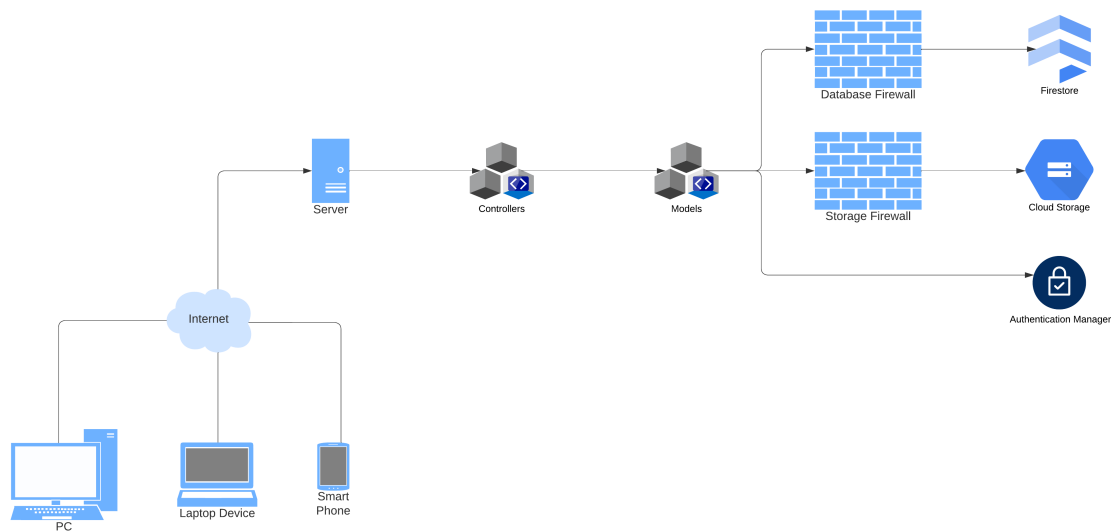 Database Firewall
Firestore
Server
Controllers
Models
Storage Firewall
Cloud Storage
Internet
Authentication Manager
PC
Laptop Device
Smart
Phone